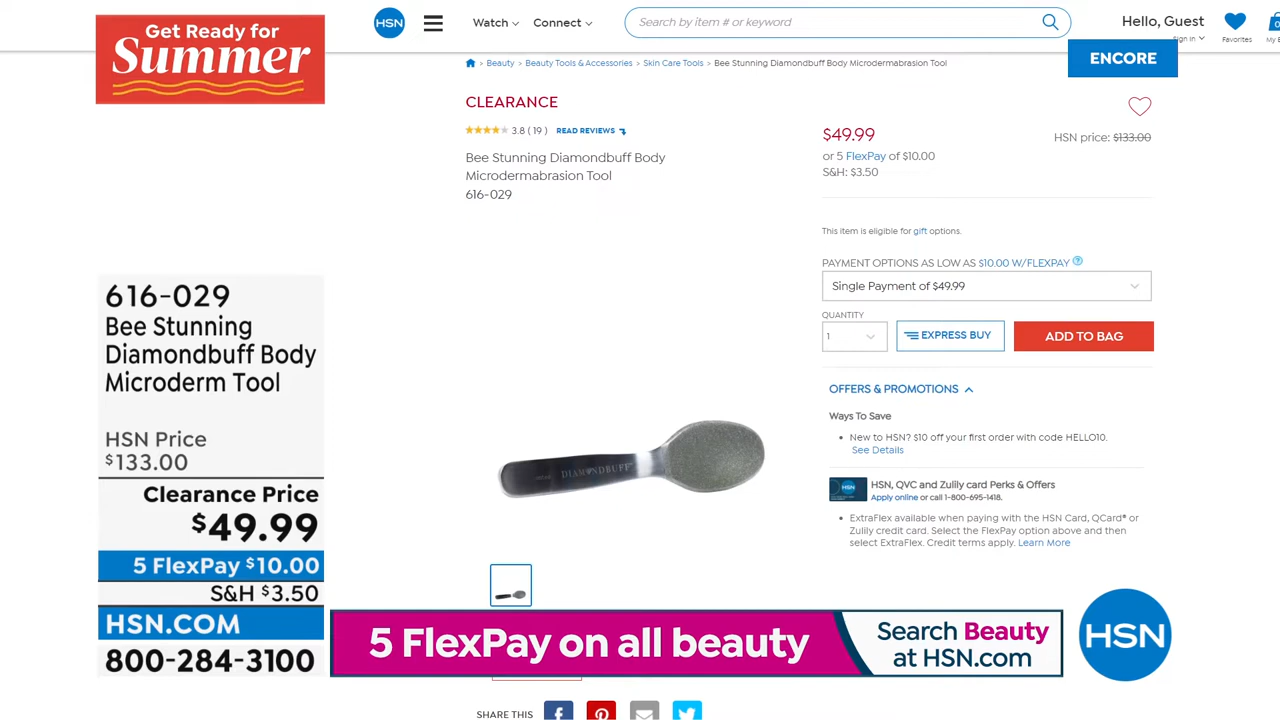 Get Ready for
Summer
HSN
Watch
Connect
Search by item # or keyword
Hello, Guest
Sign In
Favorites
My B
0
ENCORE
> Beauty > Beauty Tools & Accessories > Skin Care Tools > Bee Stunning Diamondbuff Body Microdermabrasion Tool
CLEARANCE
3.8 ( 19 ) READ REVIEWS
Bee Stunning Diamondbuff Body
Microdermabrasion Tool
616-029
$49.99
HSN price: $133.00
or 5 FlexPay of $10.00
S&H: $3.50
This item is eligible for gift options.
PAYMENT OPTIONS AS LOW AS $10.00 W/FLEXPAY ?
Single Payment of $49.99
QUANTITY
1
EXPRESS BUY
ADD TO BAG
OFFERS & PROMOTIONS
Ways To Save
New to HSN? $10 off your first order with code HELLO10.
See Details
HSN
HSN, QVC and Zulily card Perks & Offers
Apply online or call 1-800-695-1418.
ExtraFlex available when paying with the HSN Card, QCard® or
Zulily credit card. Select the FlexPay option above and then
select ExtraFlex. Credit terms apply. Learn More
DIAMONDBUFF
616-029
Bee Stunning
Diamondbuff Body
Microderm Tool
HSN Price
$133.00
Clearance Price
$49.99
5 FlexPay $10.00
S&H $3.50
HSN.COM
800-284-3100
5 FlexPay on all beauty
Search Beauty
at HSN.com
HSN
SHARE THIS